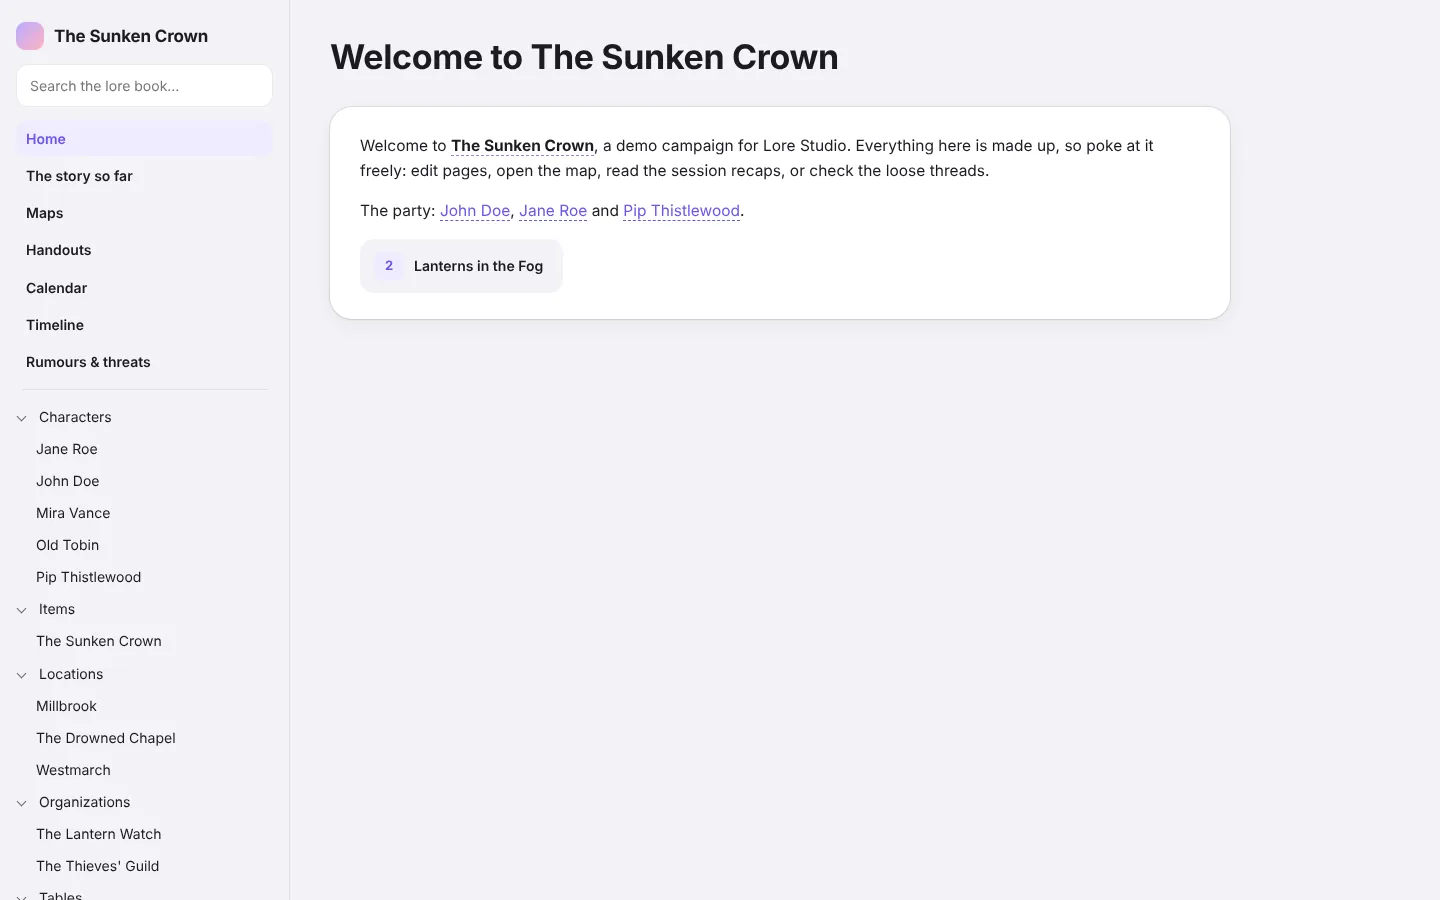 The Sunken Crown
Search the lore book...
Home
The story so far
Maps
Handouts
Calendar
Timeline
Rumours & threats
Characters
Jane Roe
John Doe
Mira Vance
Old Tobin
Pip Thistlewood
Items
The Sunken Crown
Locations
Millbrook
The Drowned Chapel
Westmarch
Organizations
The Lantern Watch
The Thieves' Guild
Tables
Welcome to The Sunken Crown
Welcome to The Sunken Crown, a demo campaign for Lore Studio. Everything here is made up, so poke at it
freely: edit pages, open the map, read the session recaps, or check the loose threads.
The party: John Doe, Jane Roe and Pip Thistlewood.
2 Lanterns in the Fog